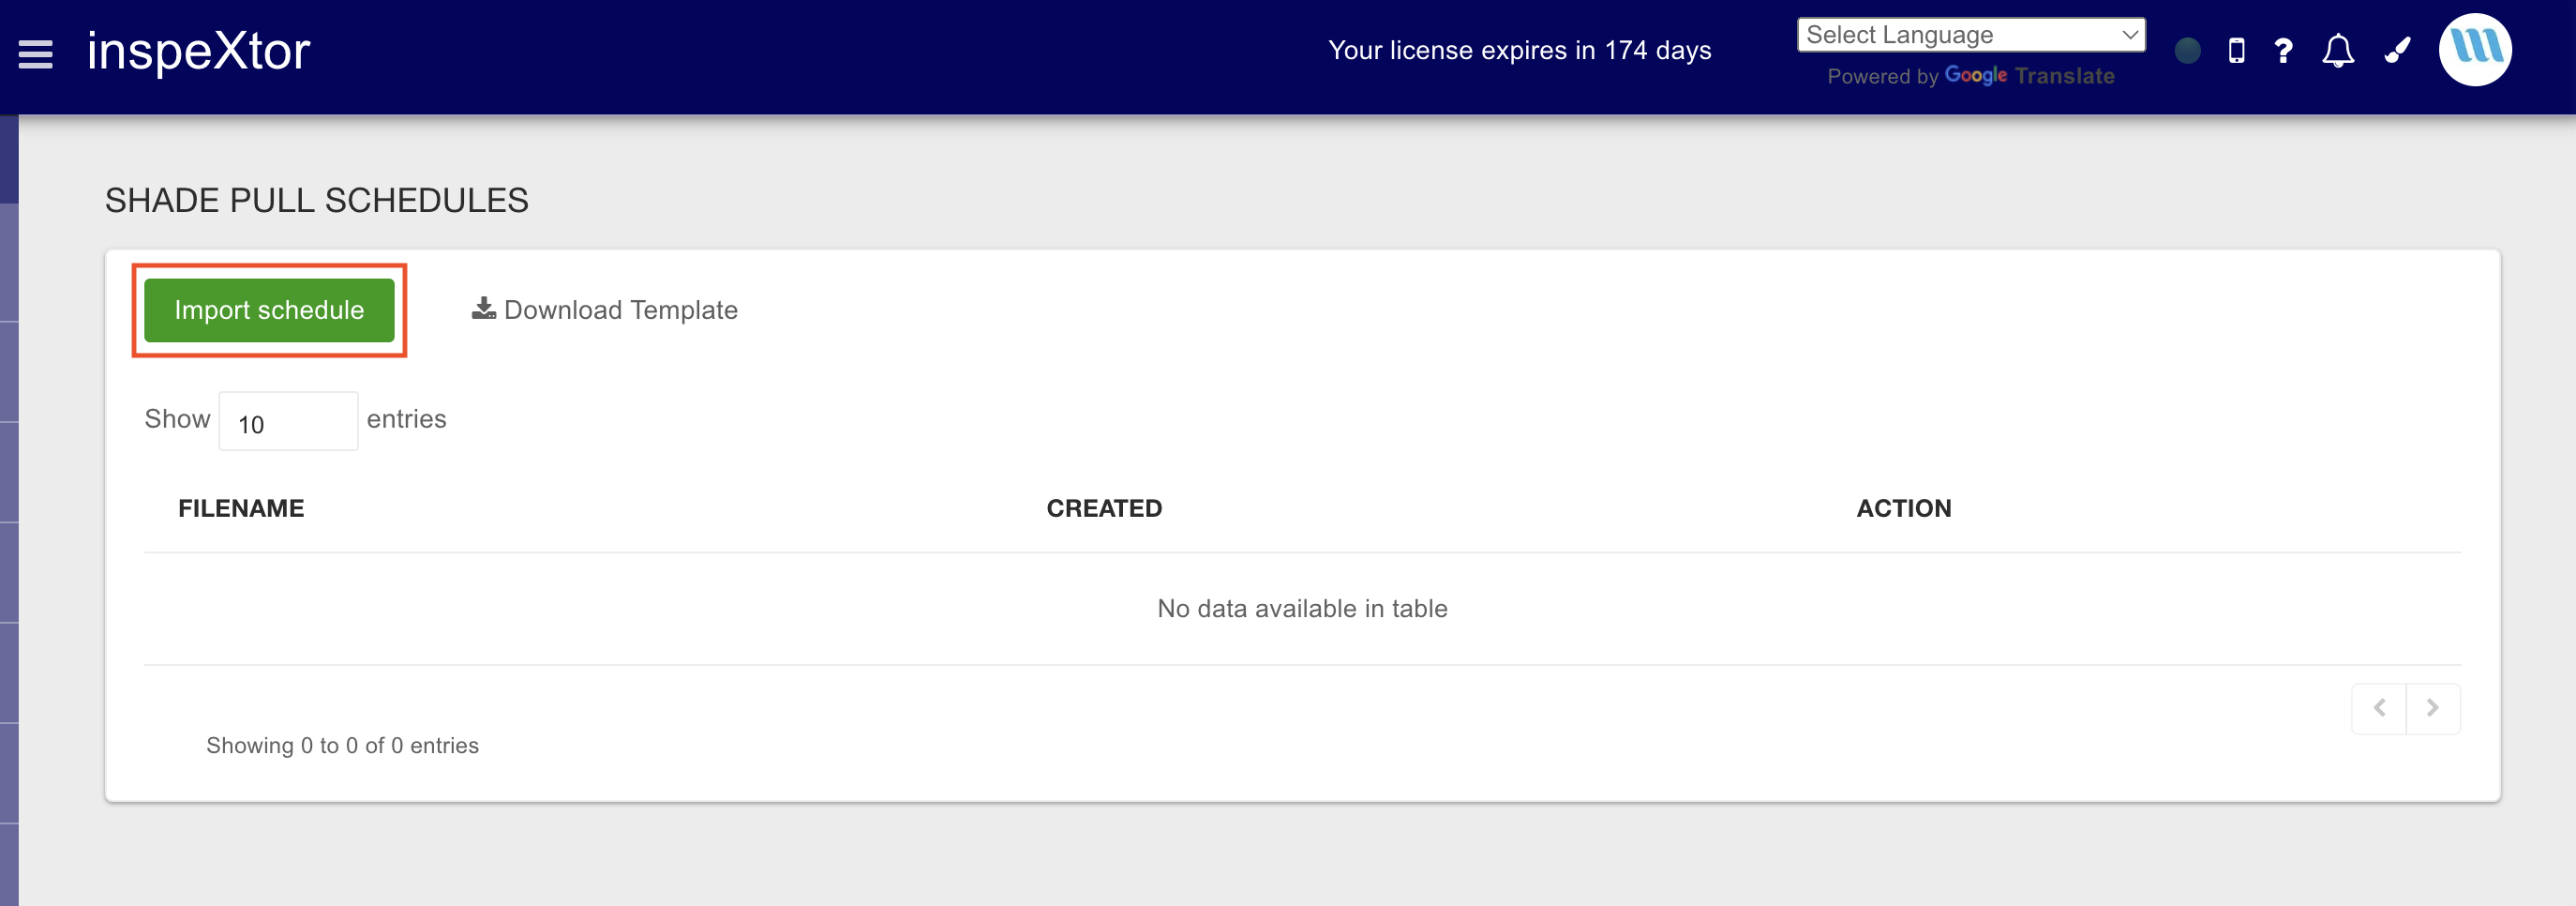 inspeXtor
Your license expires in 174 days
Select Language
Powered by Google Translate
?
SHADE PULL SCHEDULES
Import schedule
Download Template
Show 10 entries
FILENAME CREATED ACTION
No data available in table
Showing 0 to 0 of 0 entries